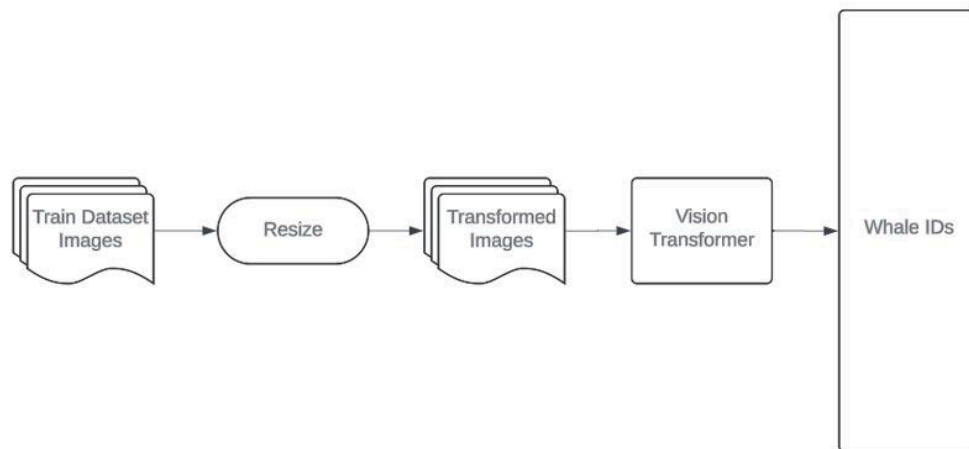 Train Dataset
Images
Resize
Transformed
Images
Vision
Transformer
Whale IDs